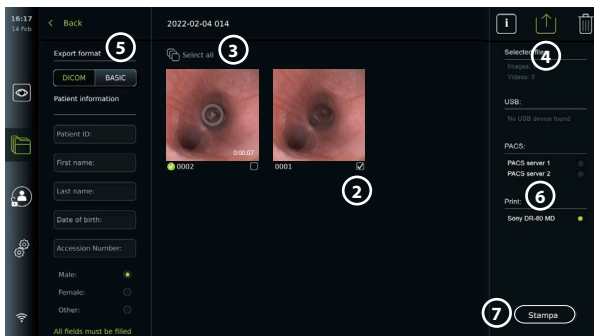 16:17
14 Feb
Back
2022-02-04 014
Export format
5
DICOM
BASIC
Patient information
Patient ID:
First name:
Last name:
Date of birth:
Accession Number:
Male:
Female:
Other:
All fields must be filled
Select all
3
0:00:07
0002
0001
2
i
Selected files:
4
Images:
Videos: 0
USB:
No USB device found
PACS:
PACS server 1
PACS server 2
6
Print:
Sony DR-80 MD
7
Stampa